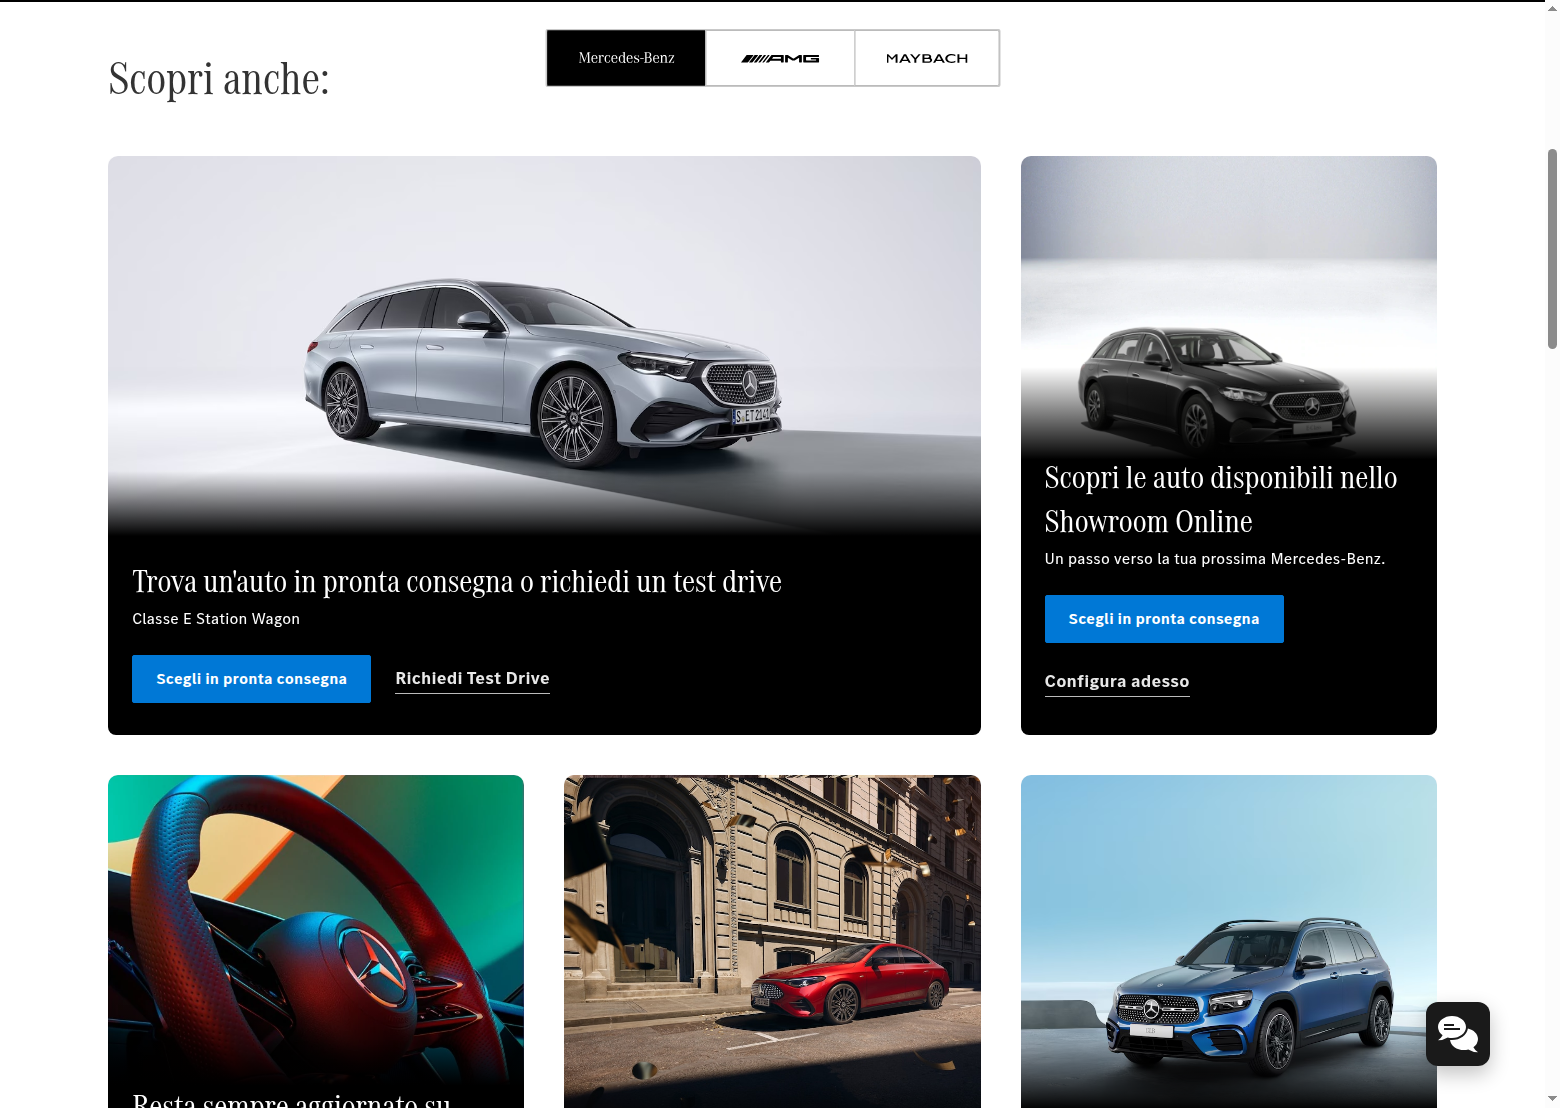 Scopri anche:
Mercedes-Benz
AMG
MAYBACH
S ET2141
Trova un'auto in pronta consegna o richiedi un test drive
Classe E Station Wagon
Scegli in pronta consegna
Richiedi Test Drive
Scopri le auto disponibili nello
Showroom Online
Un passo verso la tua prossima Mercedes-Benz.
Scegli in pronta consegna
Configura adesso
Resta sempre aggiornato su